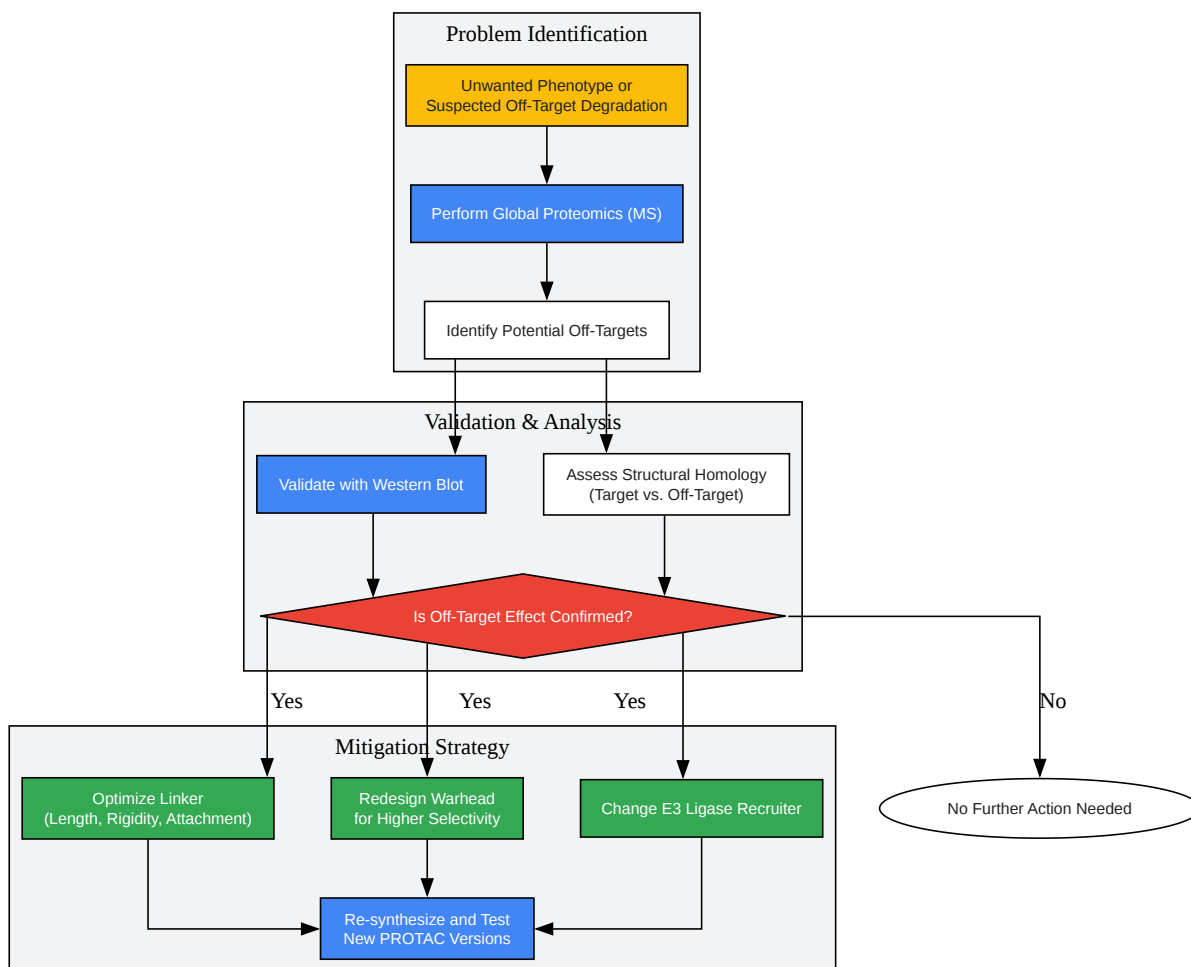 Problem Identification
Unwanted Phenotype or
Suspected Off-Target Degradation
Perform Global Proteomics (MS)
Identify Potential Off-Targets
Validation & Analysis
Validate with Western Blot
Assess Structural Homology
(Target vs. Off-Target)
Is Off-Target Effect Confirmed?
Yes
Yes
Yes
No
Mitigation Strategy
Optimize Linker
(Length, Rigidity, Attachment)
Redesign Warhead
for Higher Selectivity
Change E3 Ligase Recruiter
No Further Action Needed
Re-synthesize and Test
New PROTAC Versions